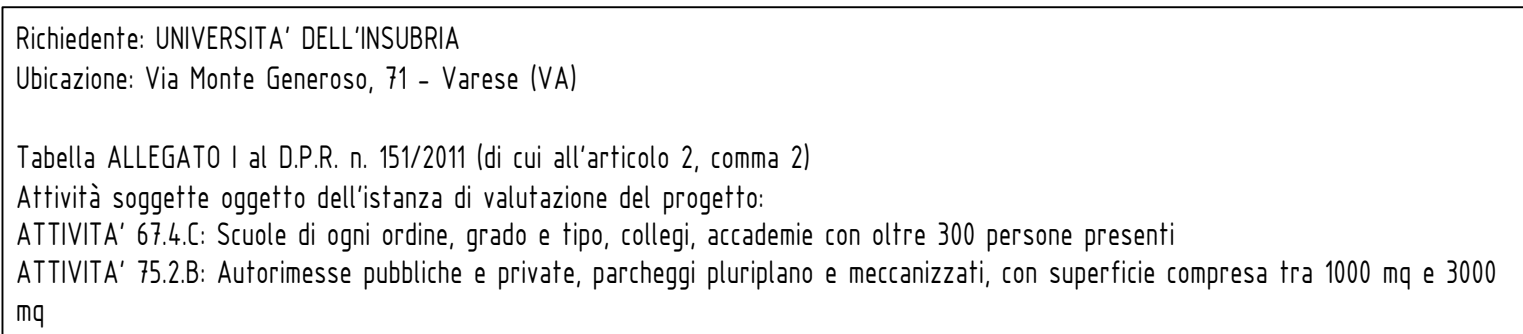 Richiedente: UNIVERSITA' DELL'INSUBRIA
Ubicazione: Via Monte Generoso, 71 - Varese (VA)
Tabella ALLEGATO I al D.P.R. n. 151/2011 (di cui all'articolo 2, comma 2)
Attività soggette oggetto dell'istanza di valutazione del progetto:
ATTIVITA' 67.4.C: Scuole di ogni ordine, grado e tipo, collegi, accademie con oltre 300 persone presenti
ATTIVITA' 75.2.B: Autorimesse pubbliche e private, parcheggi pluripiano e meccanizzati, con superficie compresa tra 1000 mq e 3000
mq